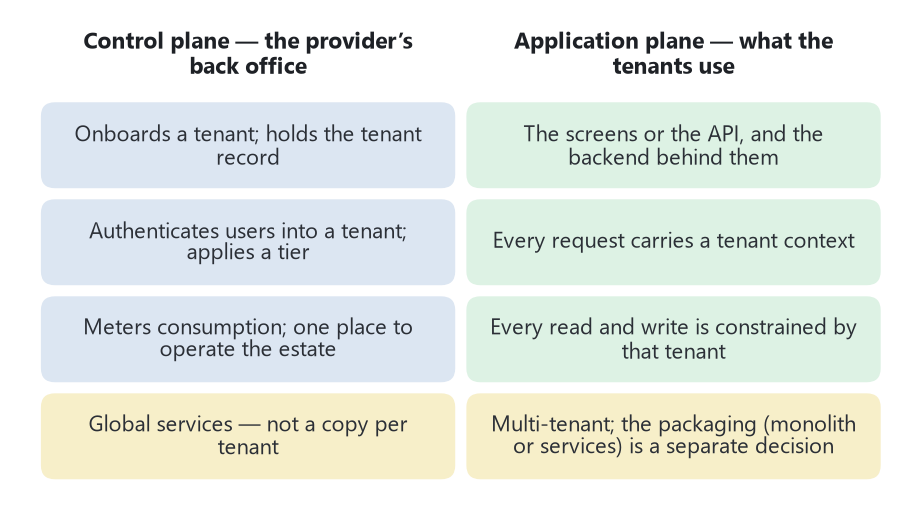 Control plane — the provider’s
back office
Application plane — what the
tenants use
Onboards a tenant; holds the tenant
record
The screens or the API, and the
backend behind them
Authenticates users into a tenant;
applies a tier
Every request carries a tenant context
Meters consumption; one place to
operate the estate
Every read and write is constrained by
that tenant
Global services — not a copy per
tenant
Multi-tenant; the packaging (monolith
or services) is a separate decision